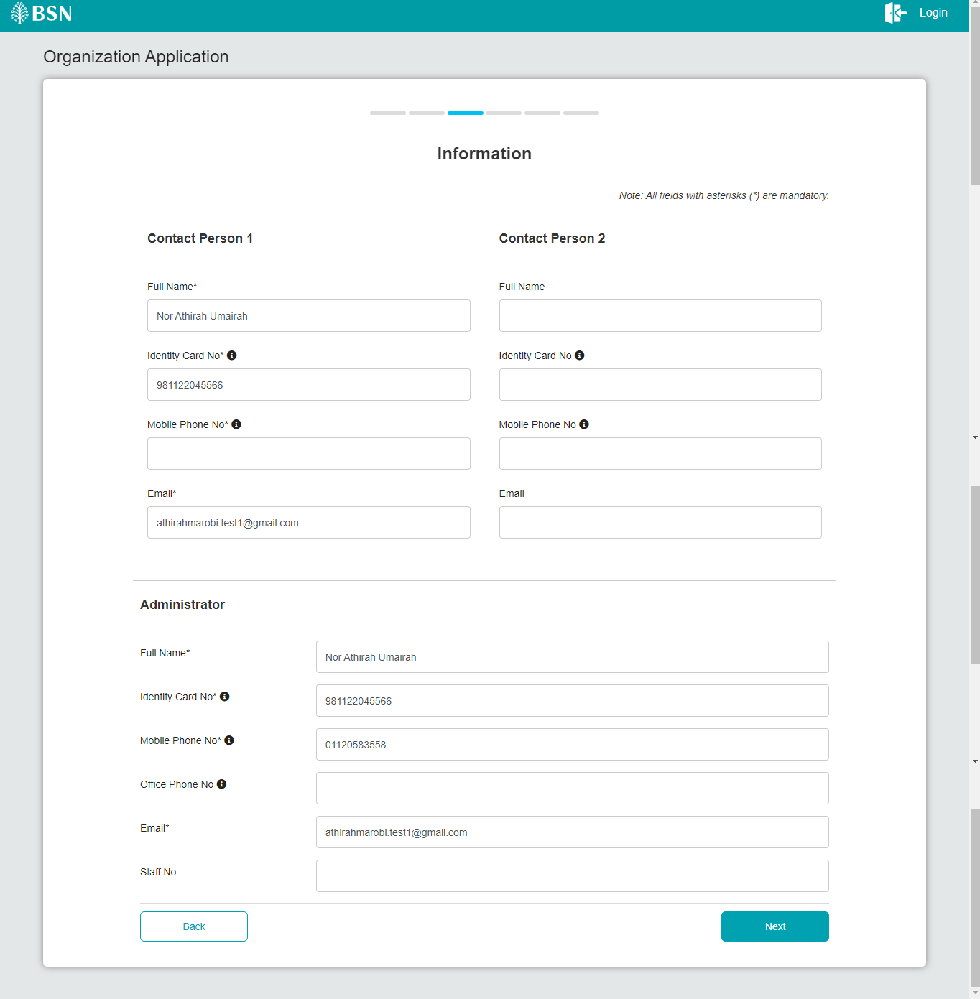 BSN
Login
Organization Application
Information
Note: All fields with asterisks (*) are mandatory.
Contact Person 1
Full Name*
Nor Athirah Umairah
Identity Card No*
981122045566
Mobile Phone No*
Email*
athirahmarobi.test1@gmail.com
Contact Person 2
Full Name
Identity Card No
Mobile Phone No
Email
Administrator
Full Name*
Nor Athirah Umairah
Identity Card No*
981122045566
Mobile Phone No*
01120583558
Office Phone No
Email*
athirahmarobi.test1@gmail.com
Staff No
Back
Next